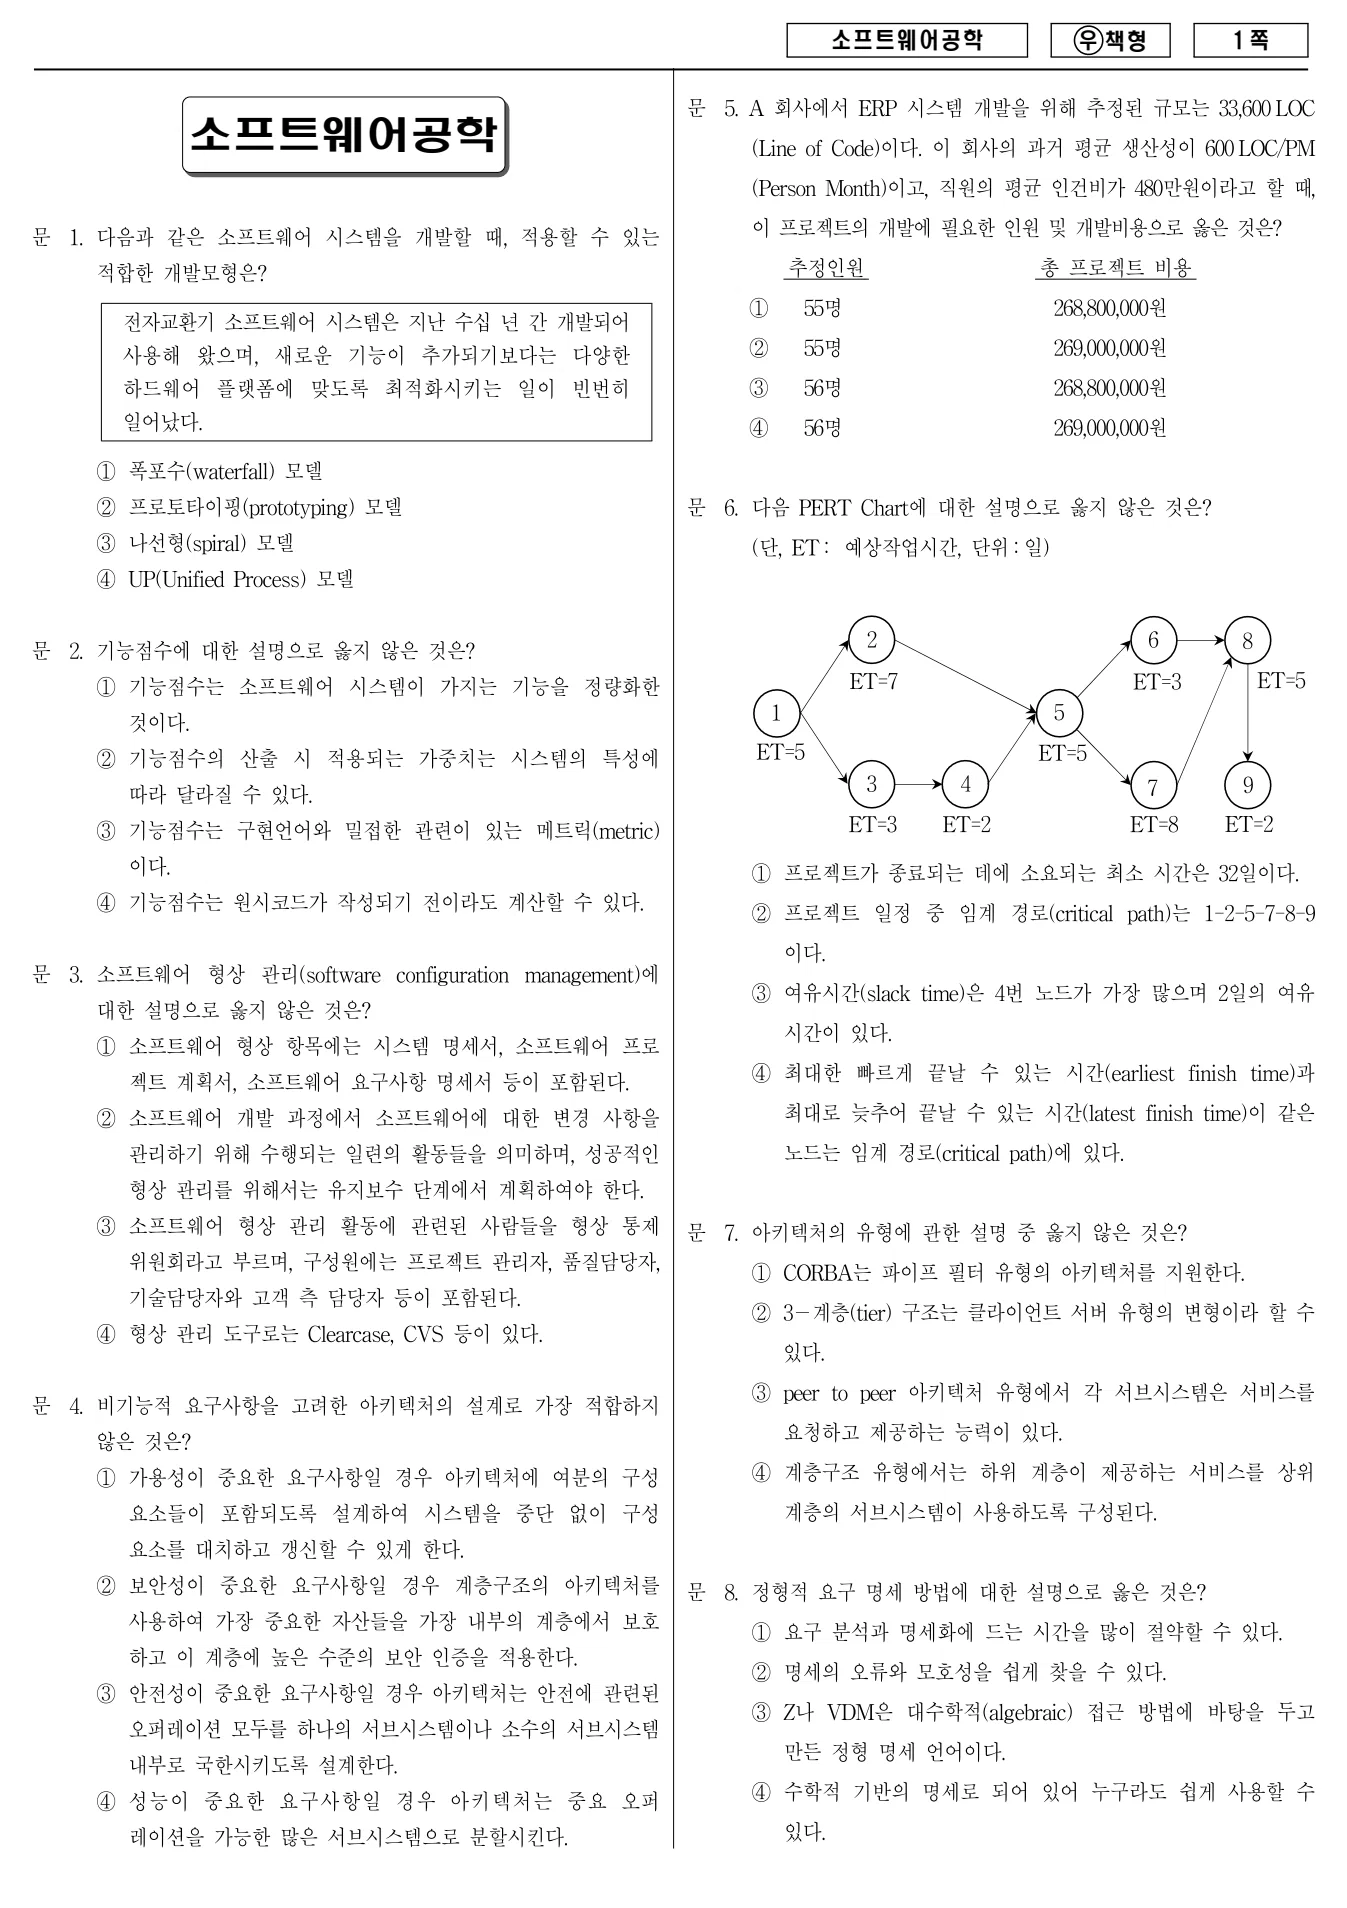 소프트웨어공학
우책형
1쪽
소프트웨어공학
문 1. 다음과 같은 소프트웨어 시스템을 개발할 때, 적용할 수 있는
적합한 개발모형은?
전자교환기 소프트웨어 시스템은 지난 수십 년 간 개발되어
사용해 왔으며, 새로운 기능이 추가되기보다는 다양한
하드웨어 플랫폼에 맞도록 최적화시키는 일이 빈번히
일어났다.
① 폭포수(waterfall) 모델
② 프로토타이핑(prototyping) 모델
③ 나선형(spiral) 모델
④ UP(Unified Process) 모델
문 2. 기능점수에 대한 설명으로 옳지 않은 것은?
① 기능점수는 소프트웨어 시스템이 가지는 기능을 정량화한
것이다.
② 기능점수의 산출 시 적용되는 가중치는 시스템의 특성에
따라 달라질 수 있다.
③ 기능점수는 구현언어와 밀접한 관련이 있는 메트릭(metric)
이다.
④ 기능점수는 원시코드가 작성되기 전이라도 계산할 수 있다.
문 3. 소프트웨어 형상 관리(software configuration management)에
대한 설명으로 옳지 않은 것은?
① 소프트웨어 형상 항목에는 시스템 명세서, 소프트웨어 프로
젝트 계획서, 소프트웨어 요구사항 명세서 등이 포함된다.
② 소프트웨어 개발 과정에서 소프트웨어에 대한 변경 사항을
관리하기 위해 수행되는 일련의 활동들을 의미하며, 성공적인
형상 관리를 위해서는 유지보수 단계에서 계획하여야 한다.
③ 소프트웨어 형상 관리 활동에 관련된 사람들을 형상 통제
위원회라고 부르며, 구성원에는 프로젝트 관리자, 품질담당자,
기술담당자와 고객 측 담당자 등이 포함된다.
④ 형상 관리 도구로는 Clearcase, CVS 등이 있다.
문 4. 비기능적 요구사항을 고려한 아키텍처의 설계로 가장 적합하지
않은 것은?
① 가용성이 중요한 요구사항일 경우 아키텍처에 여분의 구성
요소들이 포함되도록 설계하여 시스템을 중단 없이 구성
요소를 대치하고 갱신할 수 있게 한다.
② 보안성이 중요한 요구사항일 경우 계층구조의 아키텍처를
사용하여 가장 중요한 자산들을 가장 내부의 계층에서 보호
하고 이 계층에 높은 수준의 보안 인증을 적용한다.
③ 안전성이 중요한 요구사항일 경우 아키텍처는 안전에 관련된
오퍼레이션 모두를 하나의 서브시스템이나 소수의 서브시스템
내부로 국한시키도록 설계한다.
④ 성능이 중요한 요구사항일 경우 아키텍처는 중요 오퍼
레이션을 가능한 많은 서브시스템으로 분할시킨다.
문 5. A 회사에서 ERP 시스템 개발을 위해 추정된 규모는 33,600 LOC
(Line of Code)이다. 이 회사의 과거 평균 생산성이 600 LOC/PM
(Person Month)이고, 직원의 평균 인건비가 480만원이라고 할 때,
이 프로젝트의 개발에 필요한 인원 및 개발비용으로 옳은 것은?
추정인원 총 프로젝트 비용
① 55명 268,800,000원
② 55명 269,000,000원
③ 56명 268,800,000원
④ 56명 269,000,000원
문 6. 다음 PERT Chart에 대한 설명으로 옳지 않은 것은?
(단, ET : 예상작업시간, 단위 : 일)
2 6 8
ET=7 ET=3 ET=5
1 5
ET=5 ET=5
3 4 7 9
ET=3 ET=2 ET=8 ET=2
① 프로젝트가 종료되는 데에 소요되는 최소 시간은 32일이다.
② 프로젝트 일정 중 임계 경로(critical path)는 1-2-5-7-8-9
이다.
③ 여유시간(slack time)은 4번 노드가 가장 많으며 2일의 여유
시간이 있다.
④ 최대한 빠르게 끝날 수 있는 시간(earliest finish time)과
최대로 늦추어 끝날 수 있는 시간(latest finish time)이 같은
노드는 임계 경로(critical path)에 있다.
문 7. 아키텍처의 유형에 관한 설명 중 옳지 않은 것은?
① CORBA는 파이프 필터 유형의 아키텍처를 지원한다.
② 3-계층(tier) 구조는 클라이언트 서버 유형의 변형이라 할 수
있다.
③ peer to peer 아키텍처 유형에서 각 서브시스템은 서비스를
요청하고 제공하는 능력이 있다.
④ 계층구조 유형에서는 하위 계층이 제공하는 서비스를 상위
계층의 서브시스템이 사용하도록 구성된다.
문 8. 정형적 요구 명세 방법에 대한 설명으로 옳은 것은?
① 요구 분석과 명세화에 드는 시간을 많이 절약할 수 있다.
② 명세의 오류와 모호성을 쉽게 찾을 수 있다.
③ Z나 VDM은 대수학적(algebraic) 접근 방법에 바탕을 두고
만든 정형 명세 언어이다.
④ 수학적 기반의 명세로 되어 있어 누구라도 쉽게 사용할 수
있다.